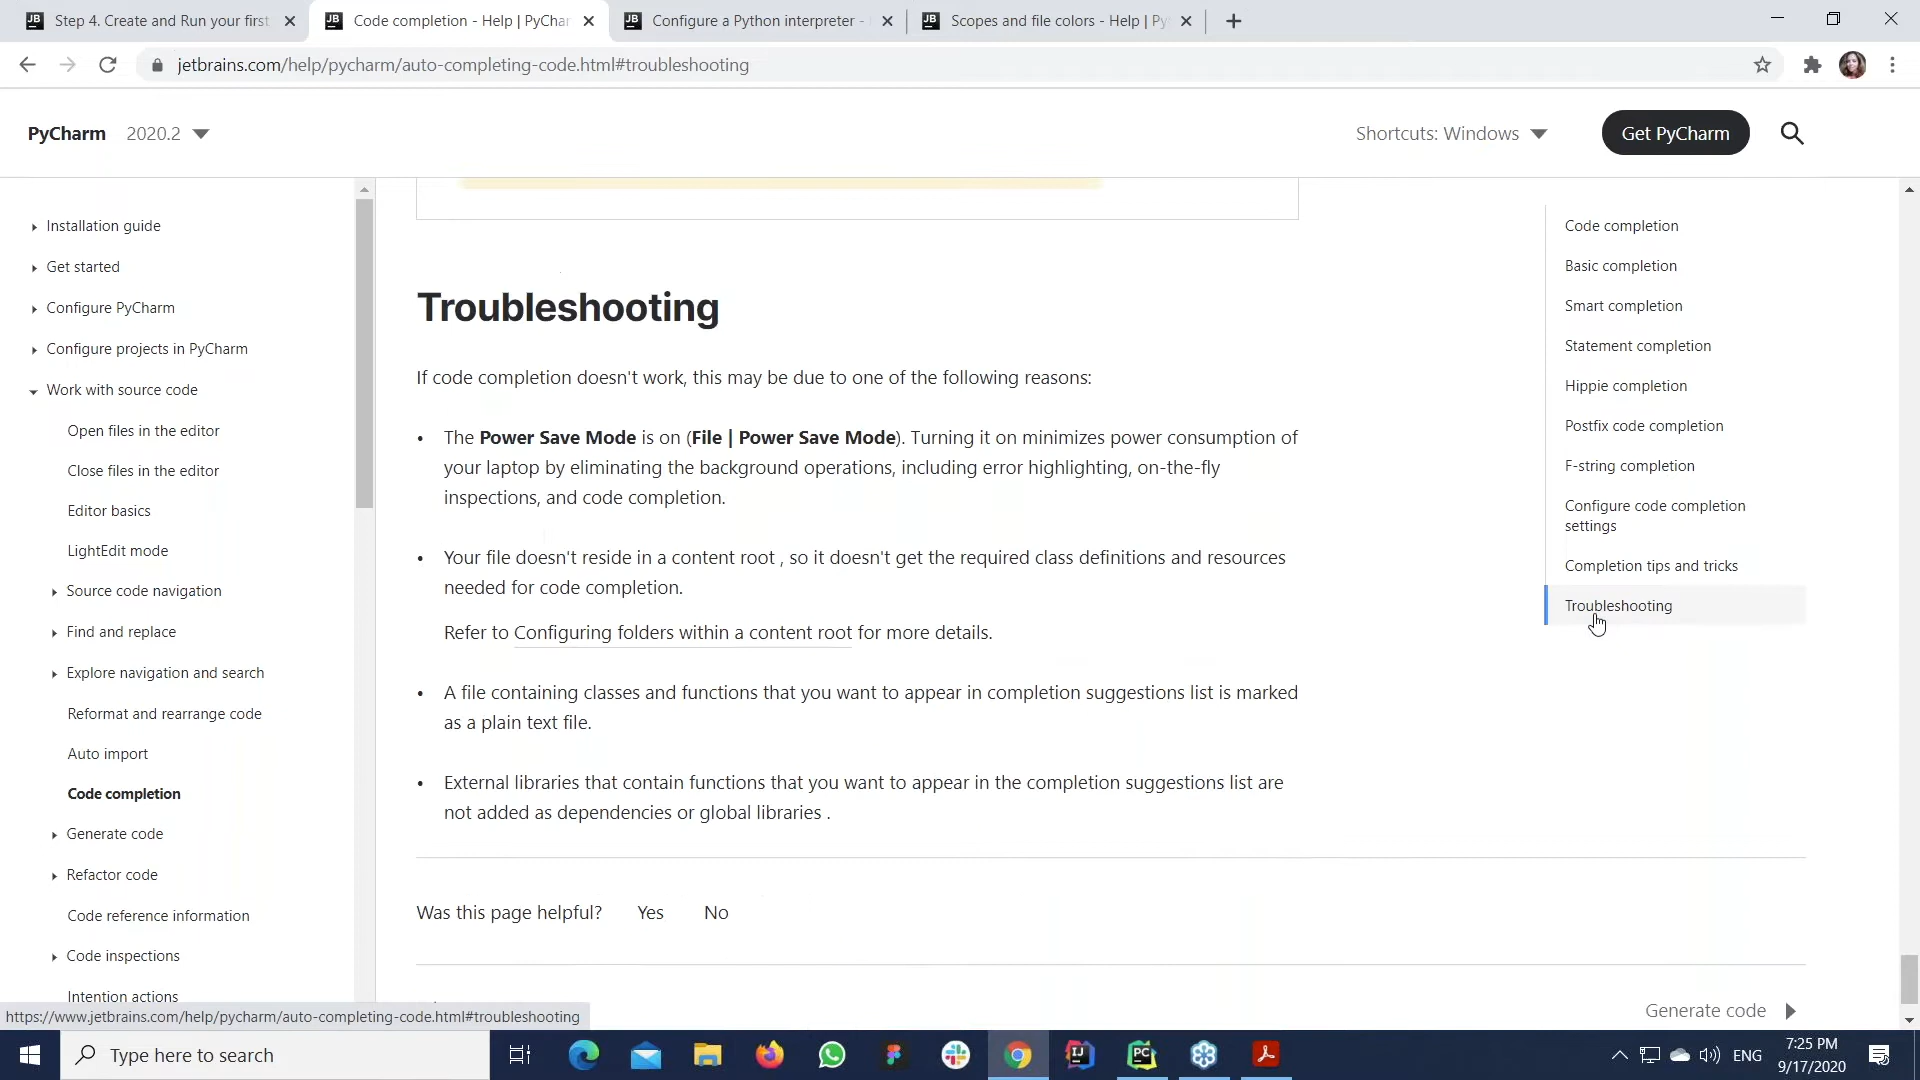 Step 4. Create and Run your first
Code completion - Help | PyChar
Configure a Python interpreter -
Scopes and file colors - Help | Py
jetbrains.com/help/pycharm/auto-completing-code.html#troubleshooting
PyCharm 2020.2
Shortcuts: Windows
Get PyCharm
Installation guide
Get started
Configure PyCharm
Configure projects in PyCharm
Work with source code
Open files in the editor
Close files in the editor
Editor basics
LightEdit mode
Source code navigation
Find and replace
Explore navigation and search
Reformat and rearrange code
Auto import
Code completion
Generate code
Refactor code
Code reference information
Code inspections
Intention actions
Troubleshooting
If code completion doesn't work, this may be due to one of the following reasons:
• The Power Save Mode is on (File | Power Save Mode). Turning it on minimizes power consumption of
your laptop by eliminating the background operations, including error highlighting, on-the-fly
inspections, and code completion.
• Your file doesn't reside in a content root , so it doesn't get the required class definitions and resources
needed for code completion.
Refer to Configuring folders within a content root for more details.
• A file containing classes and functions that you want to appear in completion suggestions list is marked
as a plain text file.
• External libraries that contain functions that you want to appear in the completion suggestions list are
not added as dependencies or global libraries .
Was this page helpful? Yes No
Generate code
Code completion
Basic completion
Smart completion
Statement completion
Hippie completion
Postfix code completion
F-string completion
Configure code completion
settings
Completion tips and tricks
Troubleshooting
https://www.jetbrains.com/help/pycharm/auto-completing-code.html#troubleshooting
Type here to search
ENG
7:25 PM
9/17/2020